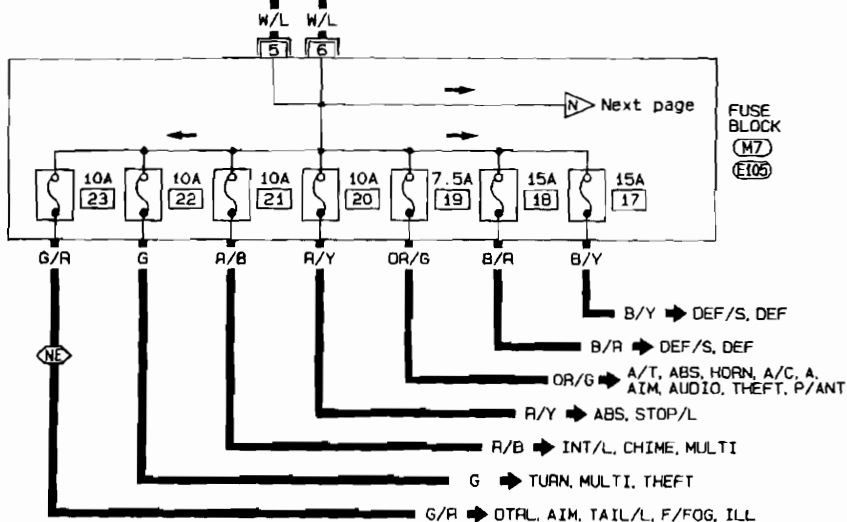 W/L W/L
5 6
N Next page
FUSE
BLOCK
M7
E105
10A 10A 10A 10A 7.5A 15A 15A
23 22 21 20 19 18 17
G/R G R/B R/Y OR/G B/R B/Y
B/Y DEF/S, DEF
NE
B/R DEF/S, DEF
OR/G A/T, ABS, HORN, A/C, A.
AIM, AUDIO, THEFT, P/ANT
R/Y ABS, STOP/L
R/B INT/L, CHIME, MULTI
G TURN, MULTI, THEFT
G/R DTRL, AIM, TAIL/L, F/FOG, ILL